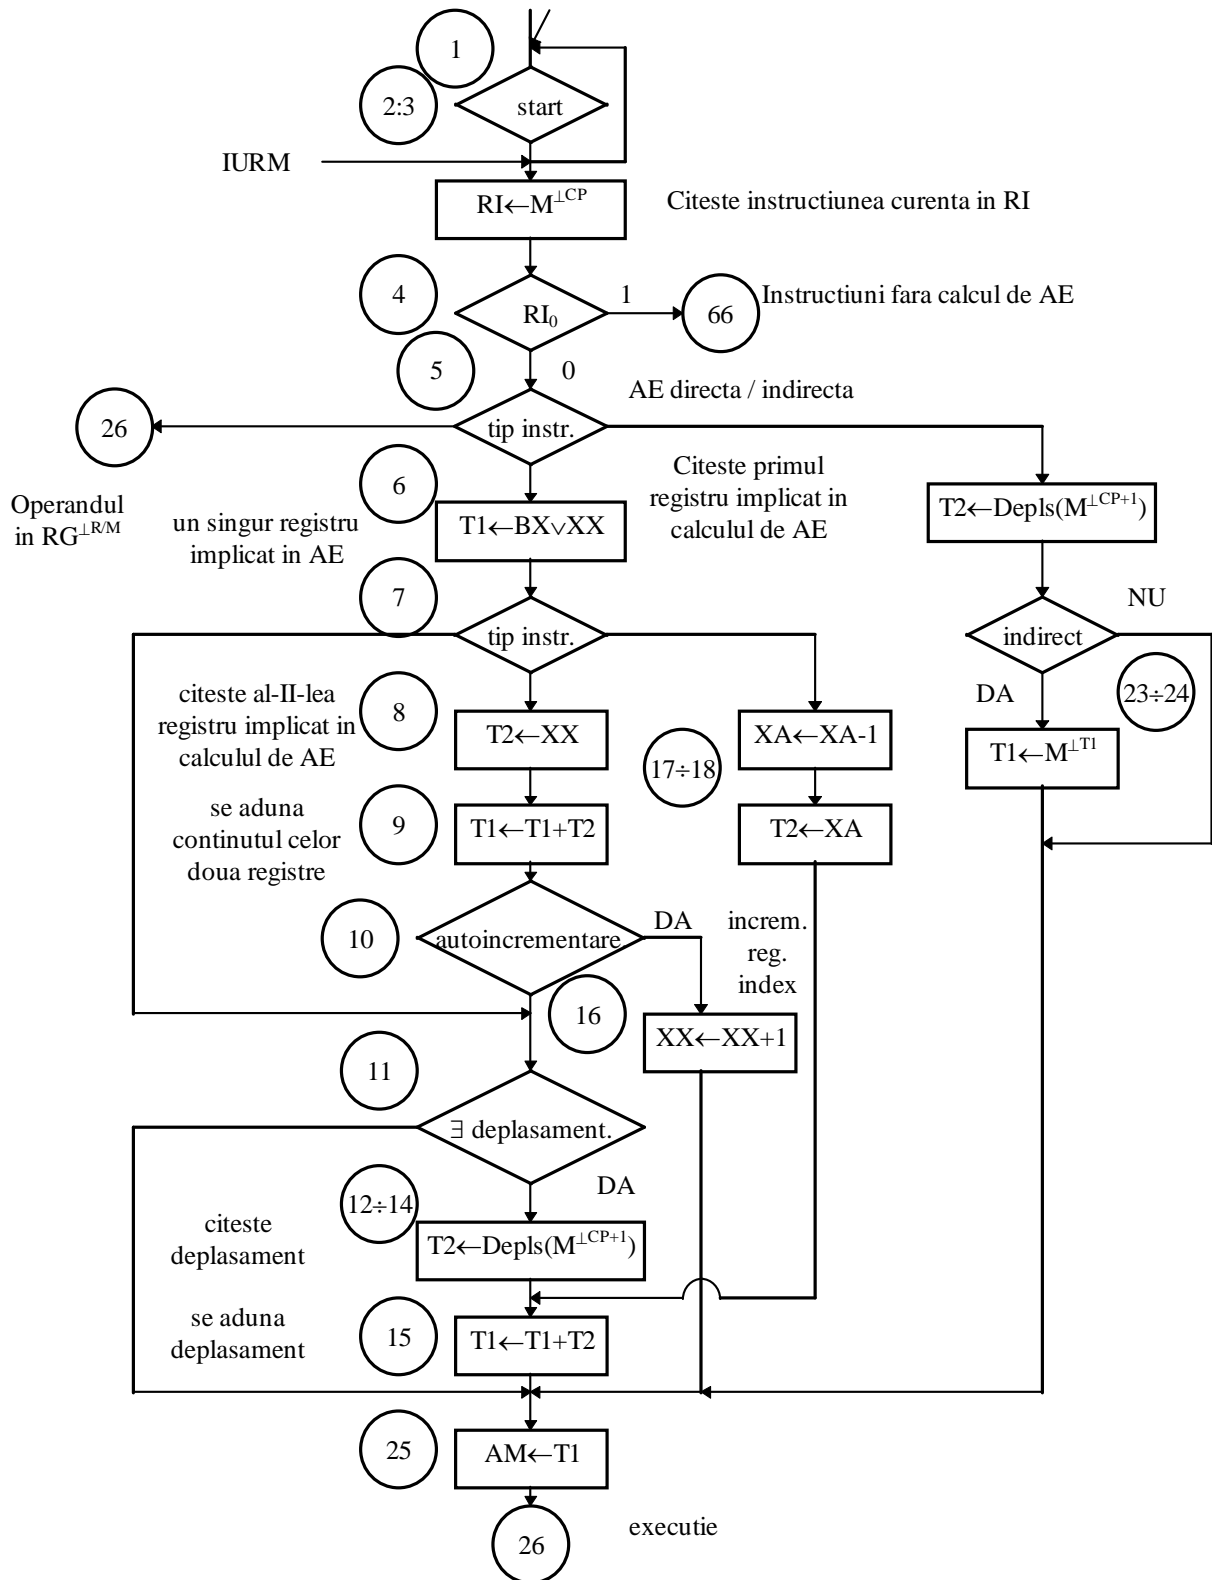 1
2:3
start
IURM
RI←M⊥CP
Citeste instructiunea curenta in RI
4
RI0
1
66
Instructiuni fara calcul de AE
5
0
AE directa / indirecta
26
tip instr.
Operandul
in RG⊥R/M
6
un singur registru
implicat in AE
T1←BX∨XX
Citeste primul
registru implicat in
calculul de AE
T2←Depls(M⊥CP+1)
7
tip instr.
indirect
NU
DA
23÷24
citeste al-II-lea
registru implicat in
calculul de AE
8
T2←XX
17÷18
XA←XA-1
T1←M⊥T1
se aduna
continutul celor
doua registre
9
T1←T1+T2
T2←XA
10
autoincrementare.
DA
increm.
reg.
index
16
XX←XX+1
11
∃ deplasament.
DA
12÷14
citeste
deplasament
T2←Depls(M⊥CP+1)
se aduna
deplasament
15
T1←T1+T2
25
AM←T1
26
executie